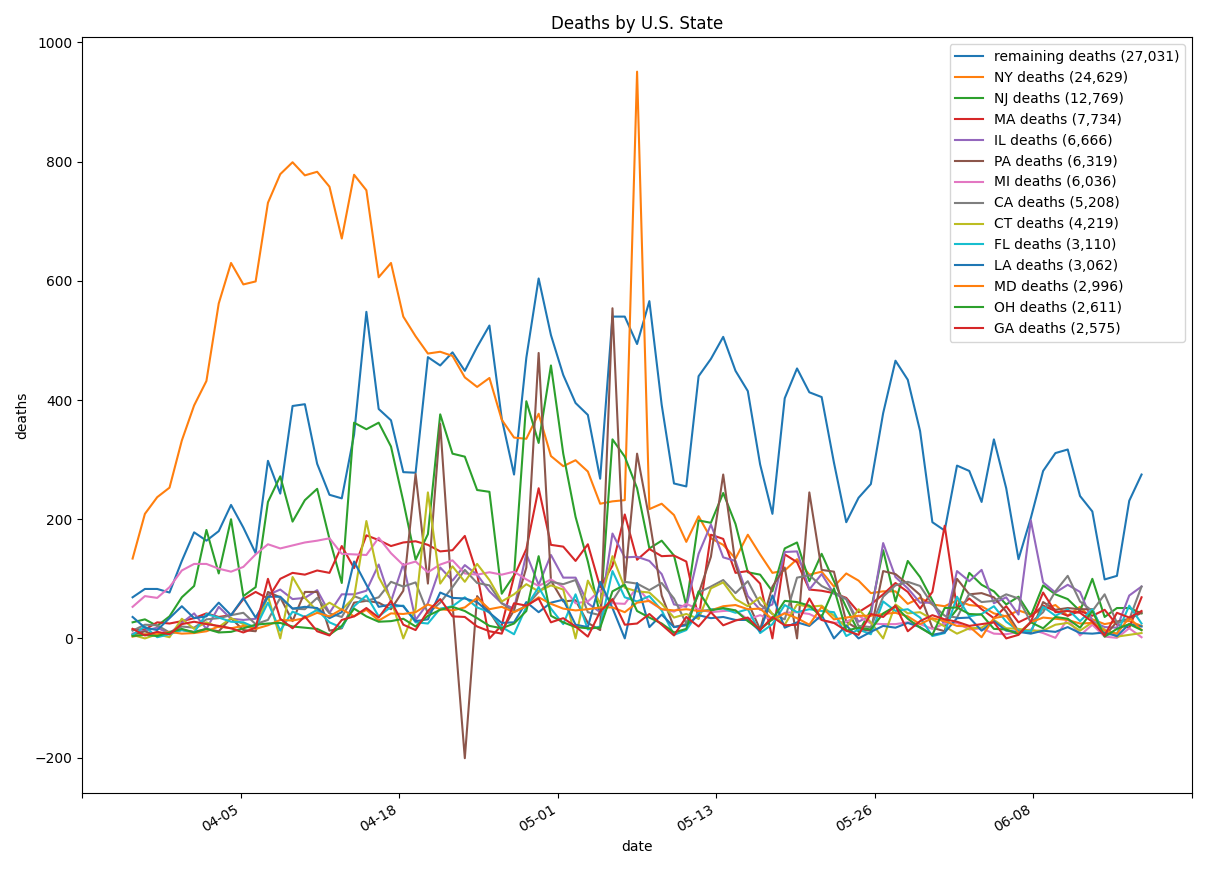 Deaths by U.S. State
1000
800
600
400
200
0
−200
deaths
remaining deaths (27,031)
NY deaths (24,629)
NJ deaths (12,769)
MA deaths (7,734)
IL deaths (6,666)
PA deaths (6,319)
MI deaths (6,036)
CA deaths (5,208)
CT deaths (4,219)
FL deaths (3,110)
LA deaths (3,062)
MD deaths (2,996)
OH deaths (2,611)
GA deaths (2,575)
04-05
04-18
05-01
05-13
05-26
06-08
date